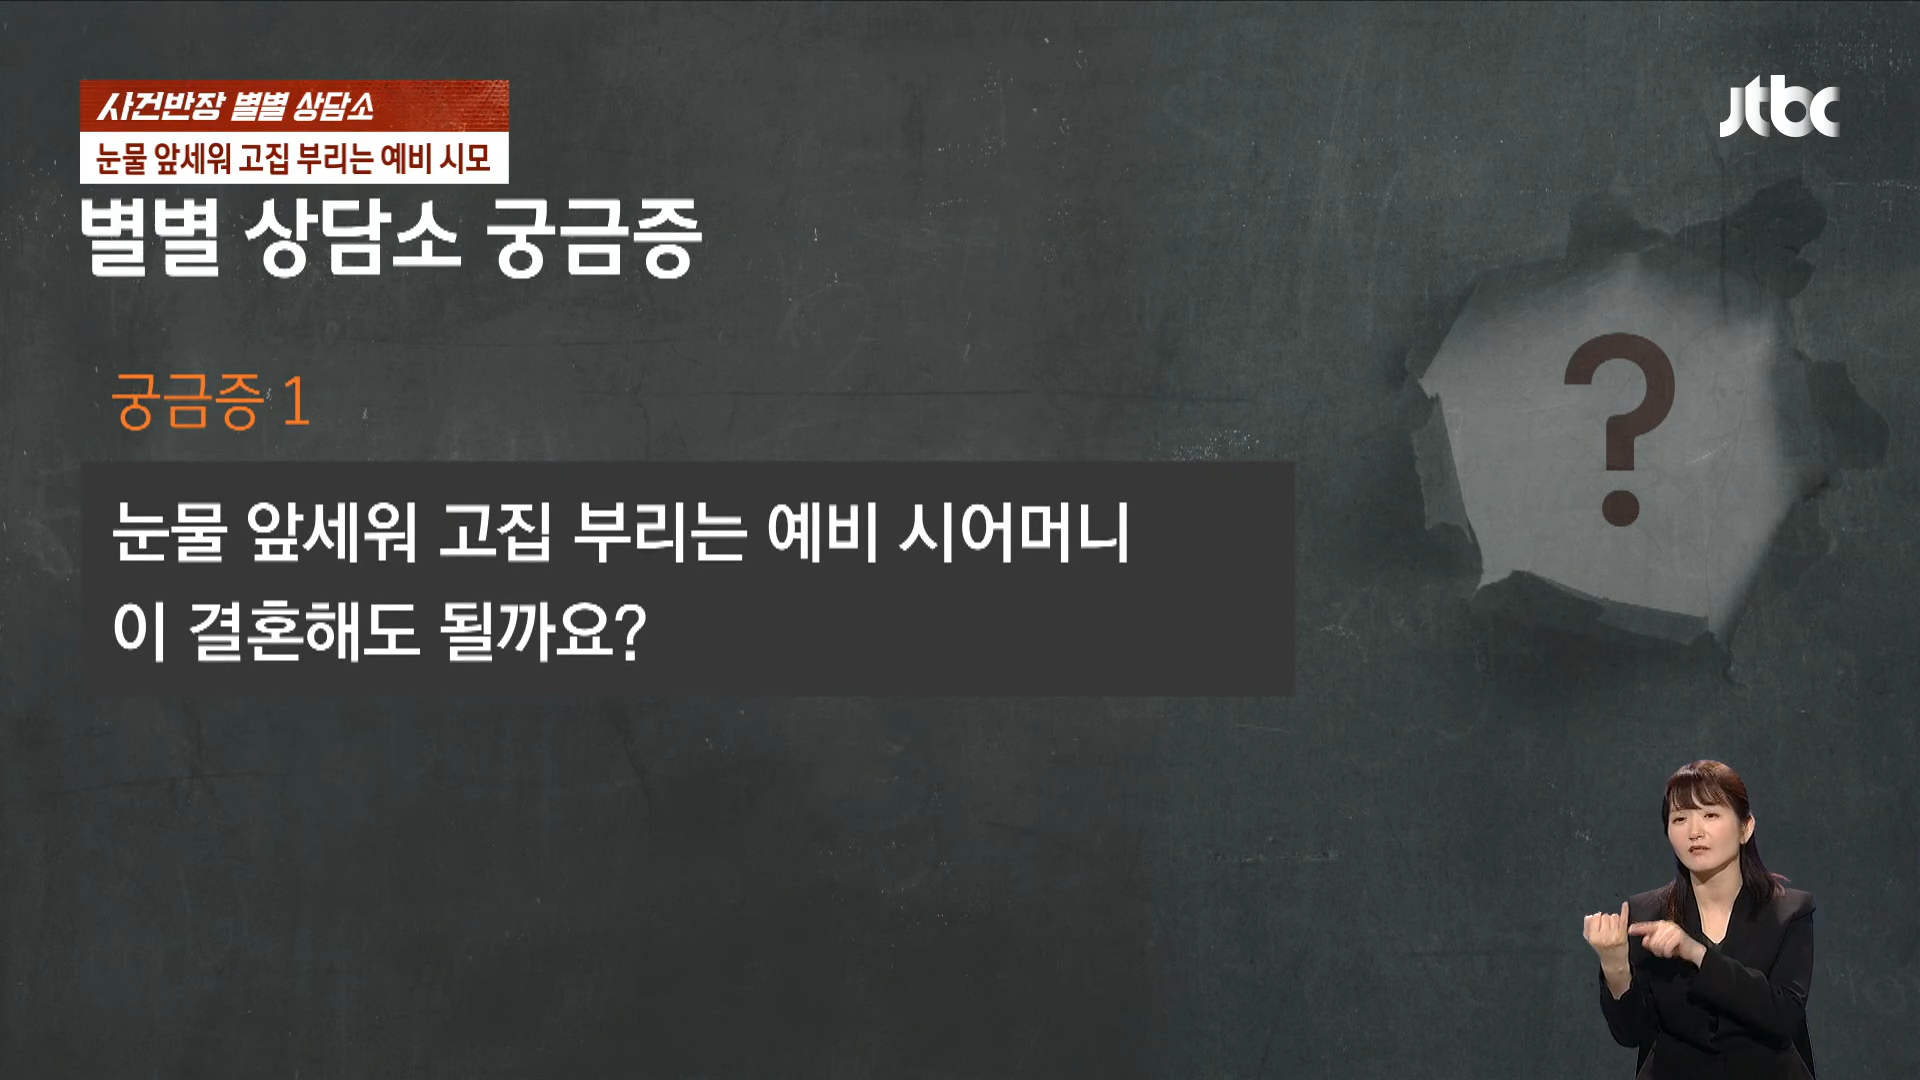 사건반장 별별 상담소
눈물 앞세워 고집 부리는 예비 시모
jtbc
별별 상담소 궁금증
궁금증 1
눈물 앞세워 고집 부리는 예비 시어머니
이 결혼해도 될까요?
?